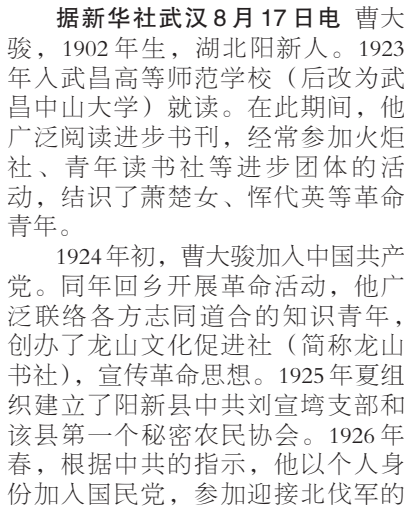 据新华社武汉8月17日电 曹大
骏，1902年生，湖北阳新人。1923
年入武昌高等师范学校（后改为武
昌中山大学）就读。在此期间，他
广泛阅读进步书刊，经常参加火炬
社、青年读书社等进步团体的活
动，结识了萧楚女、恽代英等革命
青年。
1924年初，曹大骏加入中国共产
党。同年回乡开展革命活动，他广
泛联络各方志同道合的知识青年，
创办了龙山文化促进社（简称龙山
书社），宣传革命思想。1925年夏组
织建立了阳新县中共刘宣塆支部和
该县第一个秘密农民协会。1926年
春，根据中共的指示，他以个人身
份加入国民党，参加迎接北伐军的